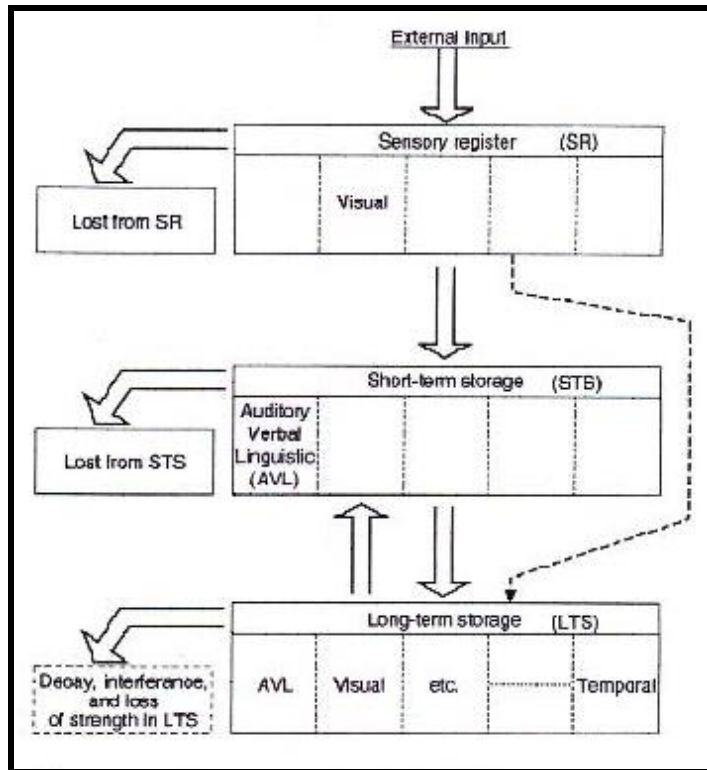 External Input
Sensory register (SR)
Visual
Lost from SR
Short-term storage (STS)
Auditory
Verbal
Linguistic
(AVL)
Lost from STS
Long-term storage (LTS)
AVL
Visual
etc.
Temporal
Decay, interference,
and loss
of strength in LTS